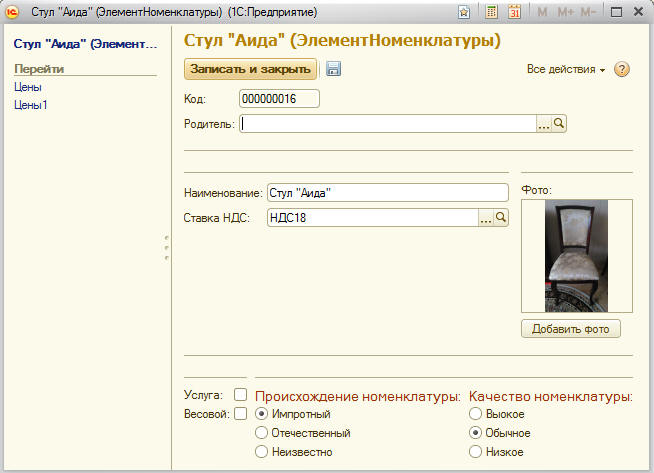 Стул "Аида" (ЭлементНоменклатуры) (1С:Предприятие)
M M+ M-
Стул "Аида" (Элемент...
Перейти
Цены
Цены1
Стул "Аида" (ЭлементНоменклатуры)
Записать и закрыть
Все действия
?
Код: 000000016
Родитель: ...
Наименование: Стул "Аида"
Ставка НДС: НДС18 ...
Фото:
Добавить фото
Услуга:
Весовой:
Происхождение номенклатуры:
Импротный
Отечественный
Неизвестно
Качество номенклатуры:
Выокое
Обычное
Низкое